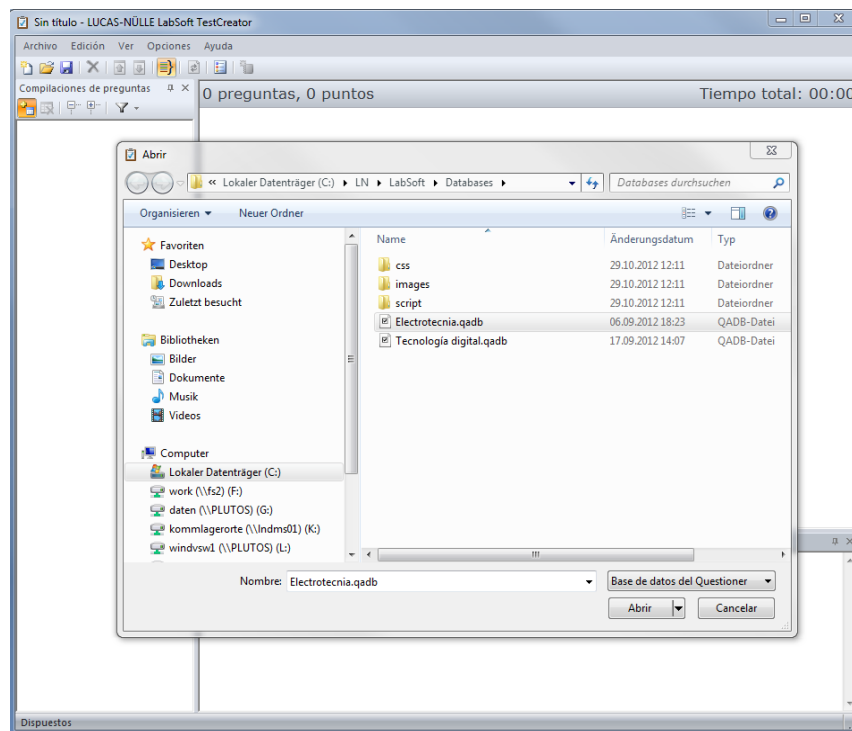 Sin título - LUCAS-NÜLLE LabSoft TestCreator
Archivo Edición Ver Opciones Ayuda
Compilaciones de preguntas
0 preguntas, 0 puntos Tiempo total: 00:00
Abrir
« Lokaler Datenträger (C:) LN LabSoft Databases Databases durchsuchen
Organisieren Neuer Ordner
Favoriten
Desktop
Downloads
Zuletzt besucht
Bibliotheken
Bilder
Dokumente
Musik
Videos
Computer
Lokaler Datenträger (C:)
work (\\fs2) (F:)
daten (\\PLUTOS) (G:)
kommlagerorte (\\lndms01) (K:)
windvsw1 (\\PLUTOS) (L:)
Name Änderungsdatum Typ
css 29.10.2012 12:11 Dateiordner
images 29.10.2012 12:11 Dateiordner
script 29.10.2012 12:11 Dateiordner
Electrotecnia.qadb 06.09.2012 18:23 QADB-Datei
Tecnología digital.qadb 17.09.2012 14:07 QADB-Datei
Nombre: Electrotecnia.qadb Base de datos del Questioner
Abrir Cancelar
Dispuestos